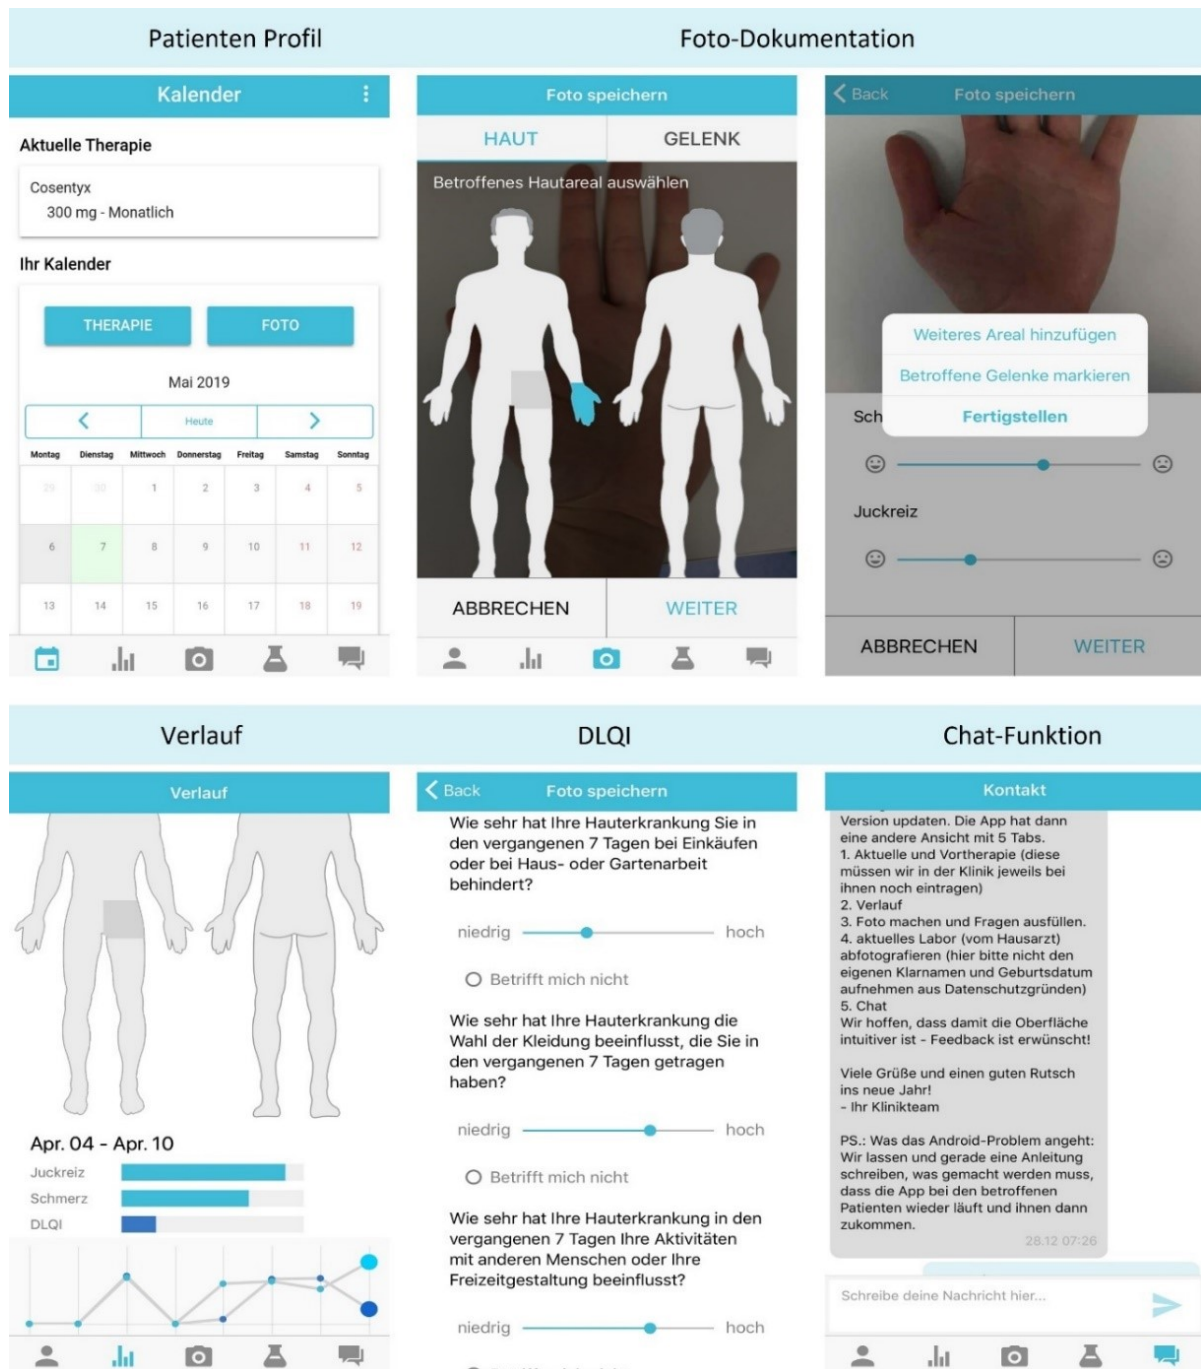 Patienten Profil
Foto-Dokumentation
Kalender
Aktuelle Therapie
Cosentyx
300 mg - Monatlich
Ihr Kalender
THERAPIE
FOTO
Mai 2019
Heute
Montag Dienstag Mittwoch Donnerstag Freitag Samstag Sonntag
29 30 1 2 3 4 5
6 7 8 9 10 11 12
13 14 15 16 17 18 19
Foto speichern
HAUT
GELENK
Betroffenes Hautareal auswählen
ABBRECHEN
WEITER
Back
Foto speichern
Weiteres Areal hinzufügen
Betroffene Gelenke markieren
Fertigstellen
Sch
Juckreiz
ABBRECHEN
WEITER
Verlauf
DLQI
Chat-Funktion
Verlauf
Apr. 04 - Apr. 10
Juckreiz
Schmerz
DLQI
Back
Foto speichern
Wie sehr hat Ihre Hauterkrankung Sie in
den vergangenen 7 Tagen bei Einkäufen
oder bei Haus- oder Gartenarbeit
behindert?
niedrig
hoch
Betrifft mich nicht
Wie sehr hat Ihre Hauterkrankung die
Wahl der Kleidung beeinflusst, die Sie in
den vergangenen 7 Tagen getragen
haben?
niedrig
hoch
Betrifft mich nicht
Wie sehr hat Ihre Hauterkrankung in den
vergangenen 7 Tagen Ihre Aktivitäten
mit anderen Menschen oder Ihre
Freizeitgestaltung beeinflusst?
niedrig
hoch
Kontakt
Version updaten. Die App hat dann
eine andere Ansicht mit 5 Tabs.
1. Aktuelle und Vortherapie (diese
müssen wir in der Klinik jeweils bei
ihnen noch eintragen)
2. Verlauf
3. Foto machen und Fragen ausfüllen.
4. aktuelles Labor (vom Hausarzt)
abfotografieren (hier bitte nicht den
eigenen Klarnamen und Geburtsdatum
aufnehmen aus Datenschutzgründen)
5. Chat
Wir hoffen, dass damit die Oberfläche
intuitiver ist - Feedback ist erwünscht!
Viele Grüße und einen guten Rutsch
ins neue Jahr!
- Ihr Klinikteam
PS.: Was das Android-Problem angeht:
Wir lassen und gerade eine Anleitung
schreiben, was gemacht werden muss,
dass die App bei den betroffenen
Patienten wieder läuft und ihnen dann
zukommen.
28.12 07:26
Schreibe deine Nachricht hier...